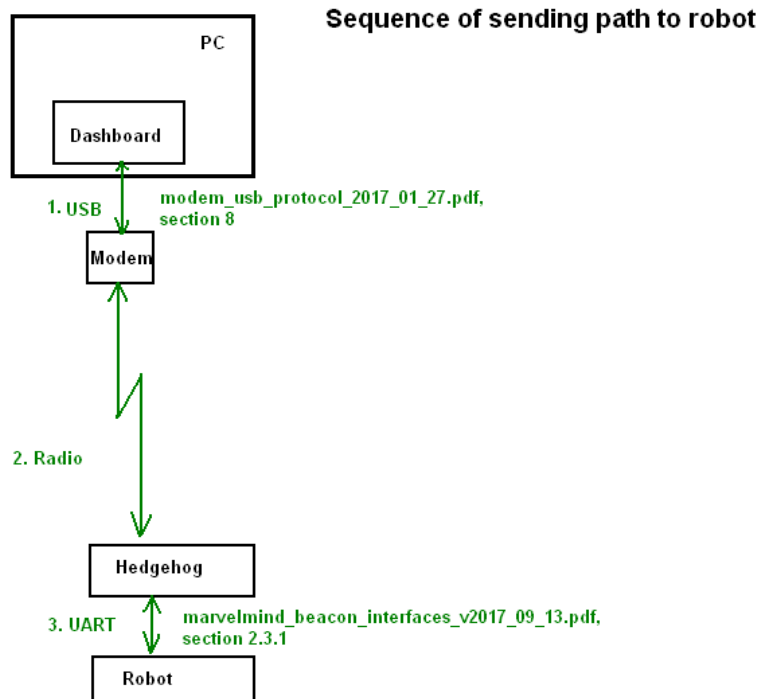 Sequence of sending path to robot
PC
Dashboard
1. USB
modem_usb_protocol_2017_01_27.pdf,
section 8
Modem
2. Radio
Hedgehog
3. UART
marvelmind_beacon_interfaces_v2017_09_13.pdf,
section 2.3.1
Robot